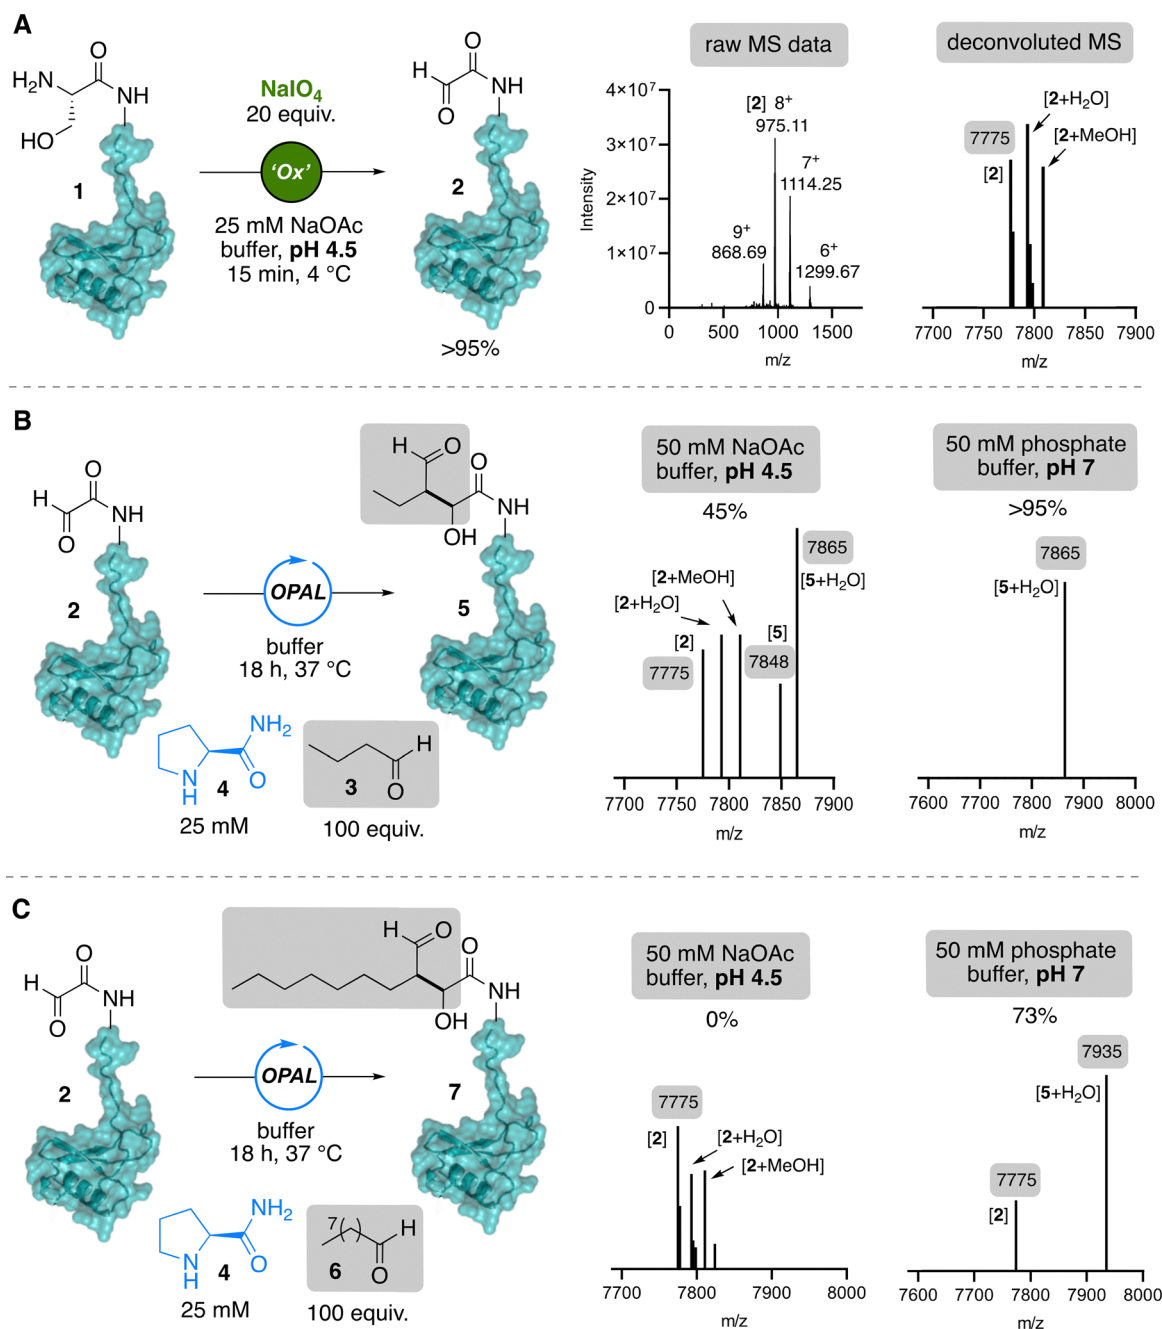 A
H₂N
O
NH
HO
1
NaIO₄
20 equiv.
'Ox'
25 mM NaOAc
buffer, pH 4.5
15 min, 4 °C
O
H
O
NH
2
>95%
raw MS data
4×10⁷
3×10⁷
2×10⁷
1×10⁷
0
Intensity
[2] 8⁺
975.11
7⁺
1114.25
9⁺
868.69
6⁺
1299.67
0 500 1000 1500
m/z
deconvoluted MS
[2+H₂O]
7775
[2+MeOH]
[2]
7700 7750 7800 7850 7900
m/z
B
O
H
NH
O
2
OPAL
buffer
18 h, 37 °C
NH₂
N
H
O
4
25 mM
H
O
3
100 equiv.
H
O
O
NH
OH
5
50 mM NaOAc
buffer, pH 4.5
45%
7865
[5+H₂O]
[2+MeOH]
[2+H₂O]
[2]
[5]
7775
7848
7700 7750 7800 7850 7900
m/z
50 mM phosphate
buffer, pH 7
>95%
7865
[5+H₂O]
7600 7700 7800 7900 8000
m/z
C
O
H
NH
O
2
OPAL
buffer
18 h, 37 °C
NH₂
N
H
O
4
25 mM
7
H
O
6
100 equiv.
H
O
O
NH
OH
7
50 mM NaOAc
buffer, pH 4.5
0%
7775
[2]
[2+H₂O]
[2+MeOH]
7700 7800 7900 8000
m/z
50 mM phosphate
buffer, pH 7
73%
7935
[5+H₂O]
7775
[2]
7600 7700 7800 7900 8000
m/z